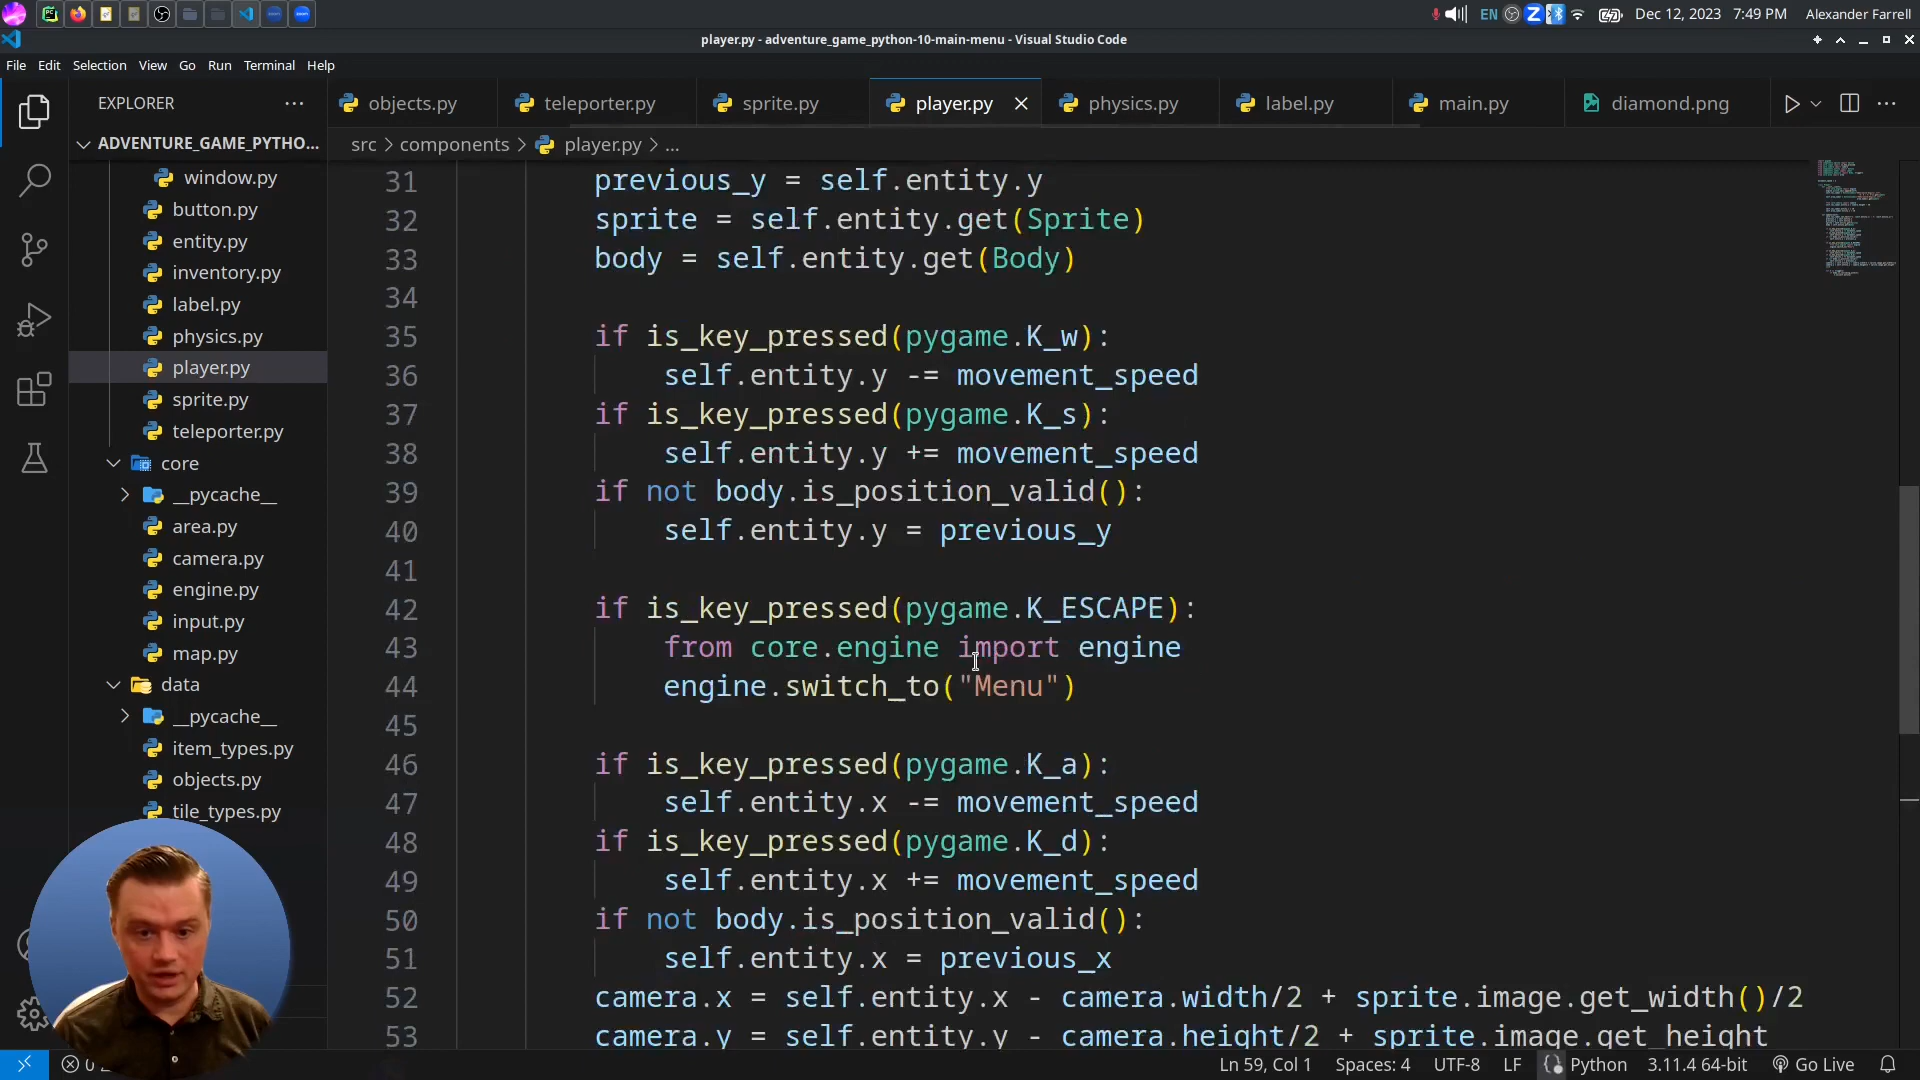 EN
Dec 12, 2023
7:49 PM
Alexander Farrell
player.py - adventure_game_python-10-main-menu - Visual Studio Code
File Edit Selection View Go Run Terminal Help
EXPLORER
objects.py
teleporter.py
sprite.py
player.py
physics.py
label.py
main.py
diamond.png
ADVENTURE_GAME_PYTHO...
src > components > player.py > ...
window.py
button.py
entity.py
inventory.py
label.py
physics.py
player.py
sprite.py
teleporter.py
core
__pycache__
area.py
camera.py
engine.py
input.py
map.py
data
__pycache__
item_types.py
objects.py
tile_types.py
31 previous_y = self.entity.y
32 sprite = self.entity.get(Sprite)
33 body = self.entity.get(Body)
34
35 if is_key_pressed(pygame.K_w):
36 self.entity.y -= movement_speed
37 if is_key_pressed(pygame.K_s):
38 self.entity.y += movement_speed
39 if not body.is_position_valid():
40 self.entity.y = previous_y
41
42 if is_key_pressed(pygame.K_ESCAPE):
43 from core.engine import engine
44 engine.switch_to("Menu")
45
46 if is_key_pressed(pygame.K_a):
47 self.entity.x -= movement_speed
48 if is_key_pressed(pygame.K_d):
49 self.entity.x += movement_speed
50 if not body.is_position_valid():
51 self.entity.x = previous_x
52 camera.x = self.entity.x - camera.width/2 + sprite.image.get_width()/2
53 camera.y = self.entity.y - camera.height/2 + sprite.image.get_height
0
Ln 59, Col 1
Spaces: 4
UTF-8
LF
Python
3.11.4 64-bit
Go Live